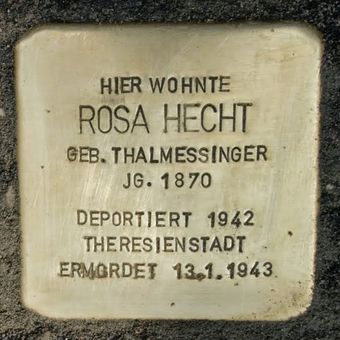 HIER WOHNTE
ROSA HECHT
GEB. THALMESSINGER
JG. 1870
DEPORTIERT 1942
THERESIENSTADT
ERMORDET 13.1.1943